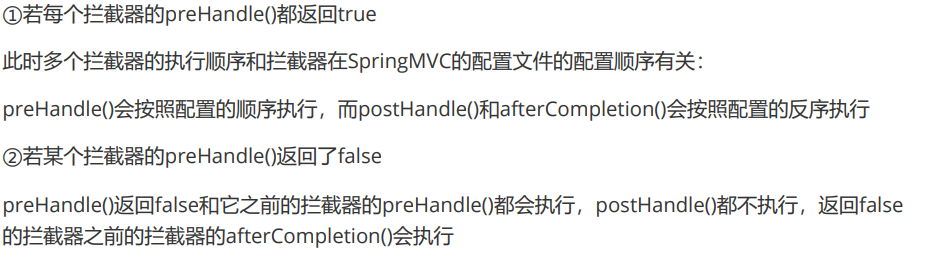 ①若每个拦截器的preHandle()都返回true
此时多个拦截器的执行顺序和拦截器在SpringMVC的配置文件的配置顺序有关：
preHandle()会按照配置的顺序执行，而postHandle()和afterCompletion()会按照配置的反序执行
②若某个拦截器的preHandle()返回了false
preHandle()返回false和它之前的拦截器的preHandle()都会执行，postHandle()都不执行，返回false
的拦截器之前的拦截器的afterCompletion()会执行